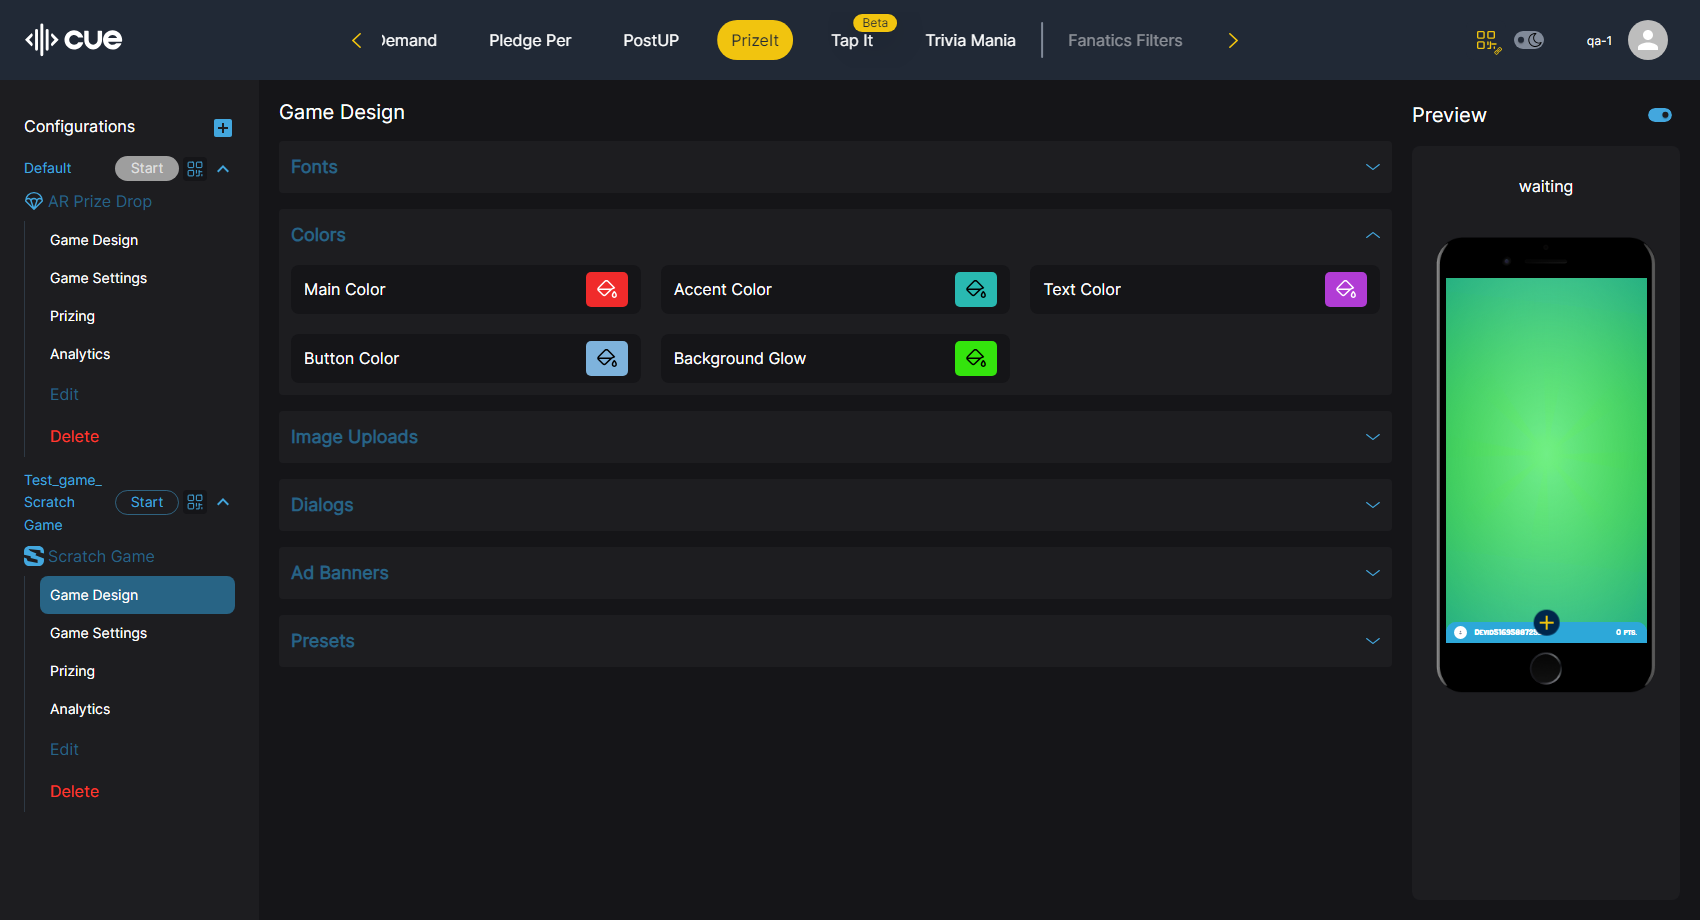 cue
Demand
Pledge Per
PostUP
PrizeIt
Beta
Tap It
Trivia Mania
Fanatics Filters
qa-1
Configurations
Default
Start
AR Prize Drop
Game Design
Game Settings
Prizing
Analytics
Edit
Delete
Test_game_
Scratch
Game
Start
Scratch Game
Game Design
Game Settings
Prizing
Analytics
Edit
Delete
Game Design
Fonts
Colors
Main Color
Accent Color
Text Color
Button Color
Background Glow
Image Uploads
Dialogs
Ad Banners
Presets
Preview
waiting
0 PTS.